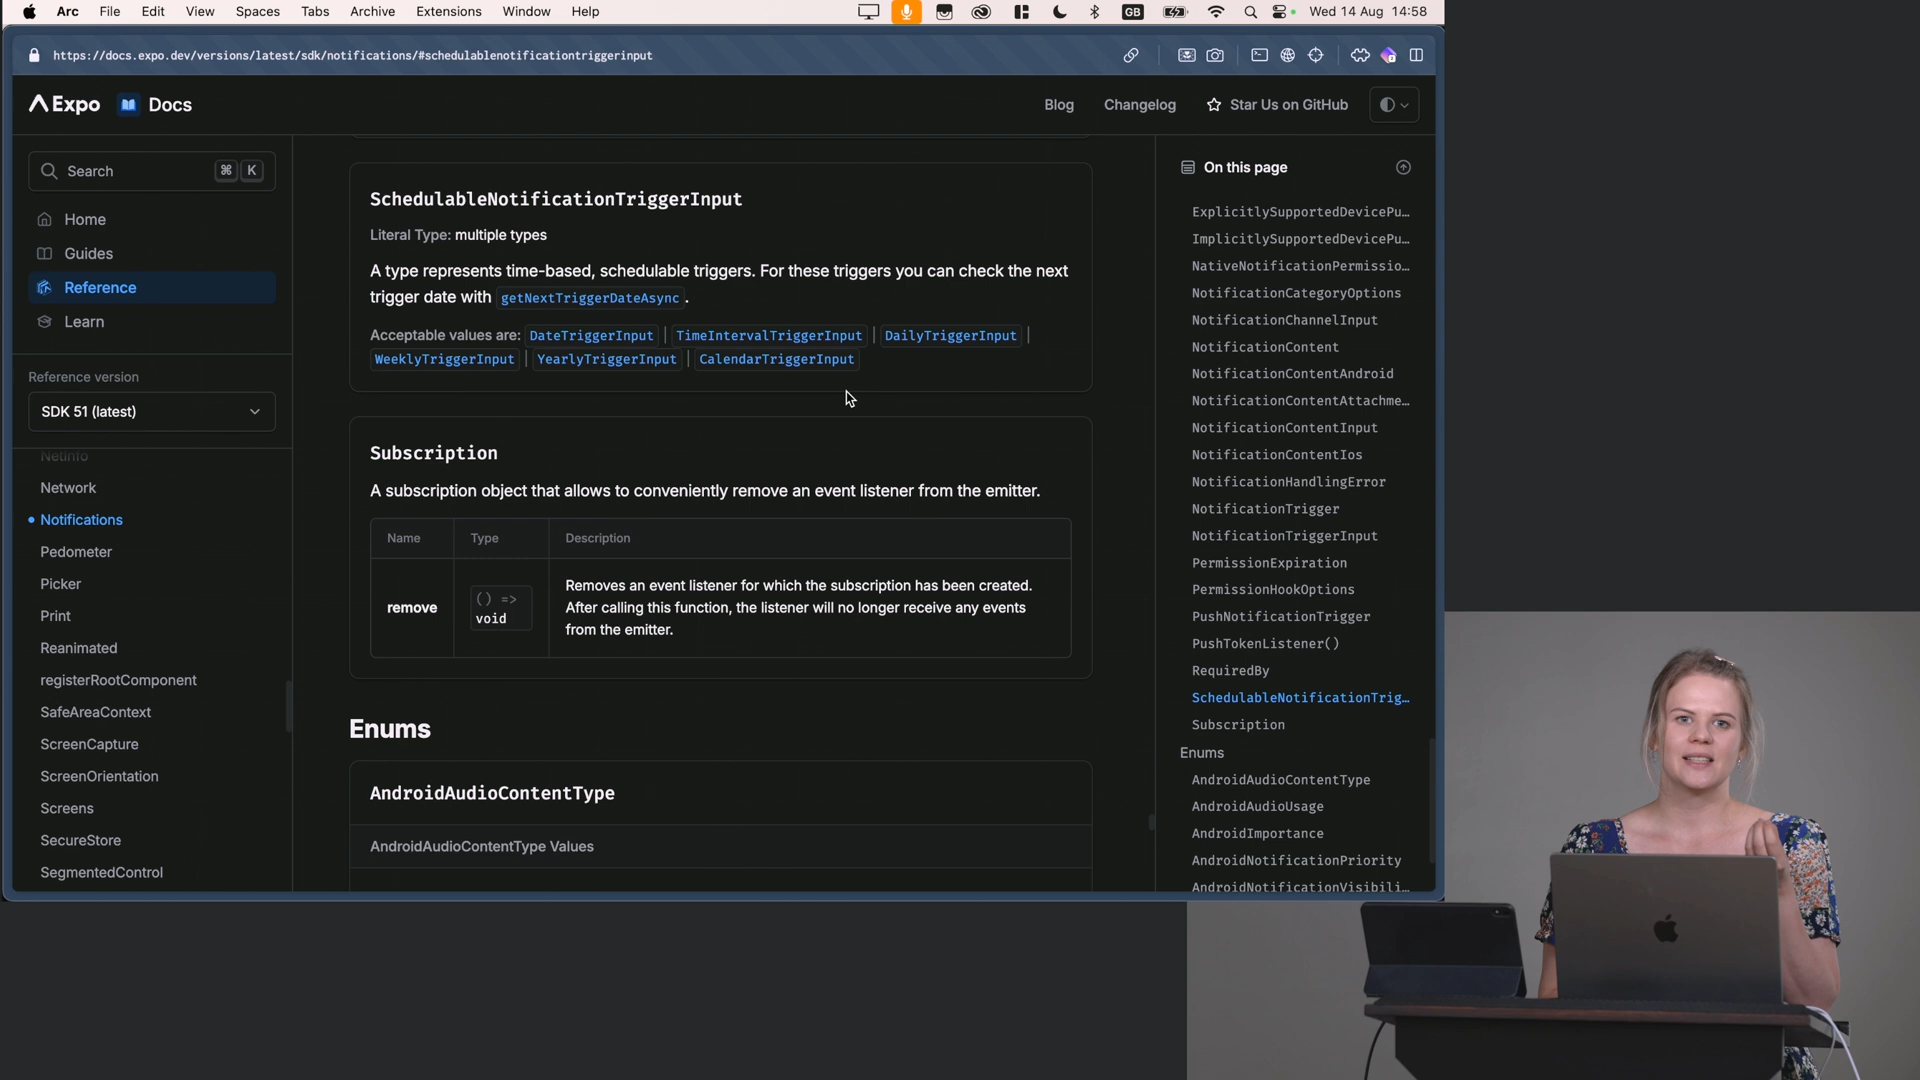 Arc File Edit View Spaces Tabs Archive Extensions Window Help GB Wed 14 Aug 14:58
https://docs.expo.dev/versions/latest/sdk/notifications/#schedulablenotificationtriggerinput
Expo Docs
Blog Changelog Star Us on GitHub
Search ⌘ K
Home
Guides
Reference
Learn
Reference version
SDK 51 (latest)
NetInfo
Network
Notifications
Pedometer
Picker
Print
Reanimated
registerRootComponent
SafeAreaContext
ScreenCapture
ScreenOrientation
Screens
SecureStore
SegmentedControl
SchedulableNotificationTriggerInput
Literal Type: multiple types
A type represents time-based, schedulable triggers. For these triggers you can check the next
trigger date with getNextTriggerDateAsync.
Acceptable values are: DateTriggerInput | TimeIntervalTriggerInput | DailyTriggerInput |
WeeklyTriggerInput | YearlyTriggerInput | CalendarTriggerInput
Subscription
A subscription object that allows to conveniently remove an event listener from the emitter.
Name Type Description
remove
() =>
void
Removes an event listener for which the subscription has been created.
After calling this function, the listener will no longer receive any events
from the emitter.
Enums
AndroidAudioContentType
AndroidAudioContentType Values
On this page
ExplicitlySupportedDevicePu…
ImplicitlySupportedDevicePu…
NativeNotificationPermissio…
NotificationCategoryOptions
NotificationChannelInput
NotificationContent
NotificationContentAndroid
NotificationContentAttachme…
NotificationContentInput
NotificationContentIos
NotificationHandlingError
NotificationTrigger
NotificationTriggerInput
PermissionExpiration
PermissionHookOptions
PushNotificationTrigger
PushTokenListener()
RequiredBy
SchedulableNotificationTrig…
Subscription
Enums
AndroidAudioContentType
AndroidAudioUsage
AndroidImportance
AndroidNotificationPriority
AndroidNotificationVisibili…